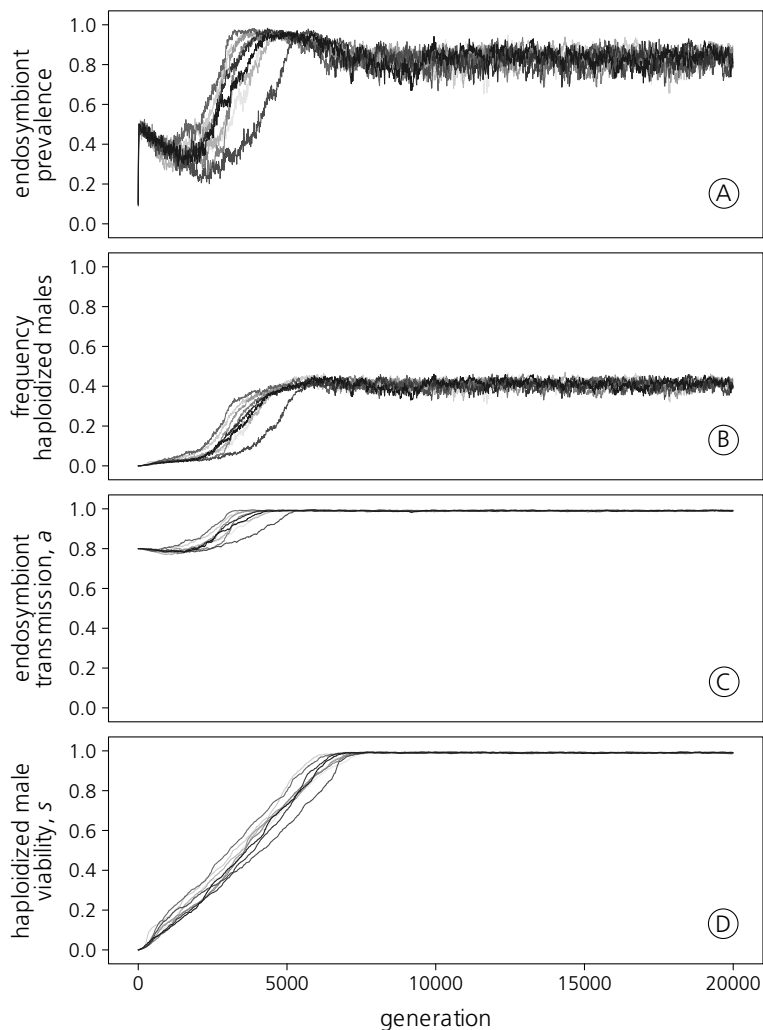 endosymbiont
prevalence
1.0
0.8
0.6
0.4
0.2
0.0
A
frequency
haploidized males
1.0
0.8
0.6
0.4
0.2
0.0
B
endosymbiont
transmission, a
1.0
0.8
0.6
0.4
0.2
0.0
C
haploidized male
viability, s
1.0
0.8
0.6
0.4
0.2
0.0
D
0 5000 10000 15000 20000
generation